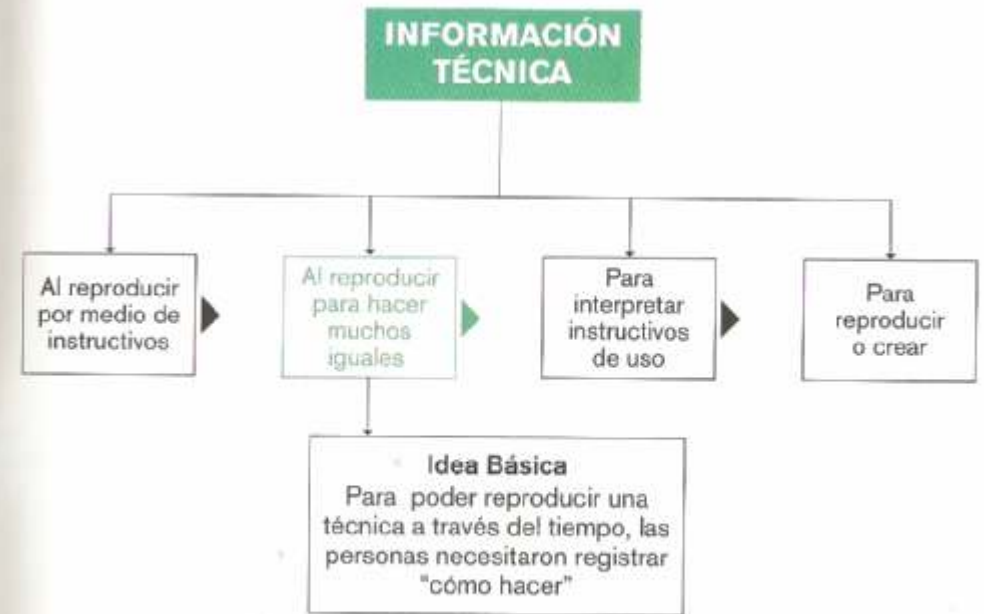 INFORMACIÓN
TÉCNICA
Al reproducir
por medio de
instructivos
Al reproducir
para hacer
muchos
iguales
Para
interpretar
instructivos
de uso
Para
reproducir
o crear
Idea Básica
Para poder reproducir una
técnica a través del tiempo, las
personas necesitaron registrar
"cómo hacer"